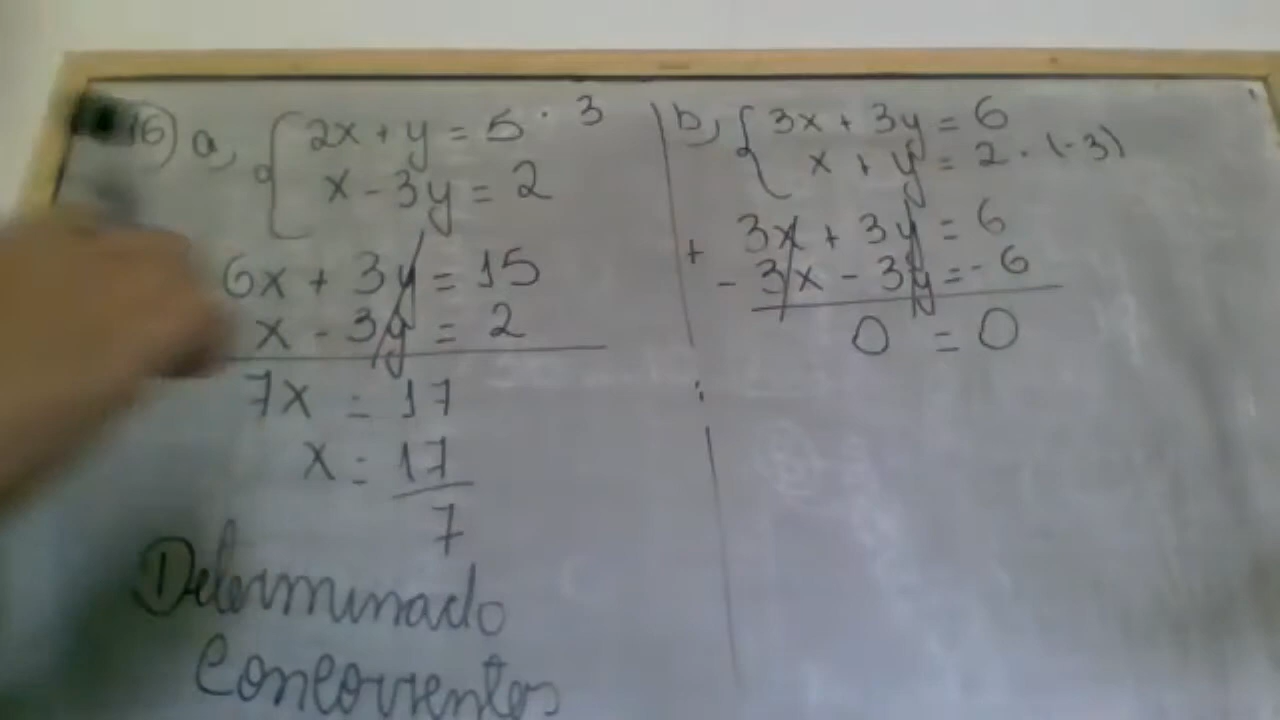 16) a) { 2x + y = 5 · 3
x - 3y = 2
6x + 3y = 15
x - 3y = 2
7x = 17
x = 17
7
Determinado
Concorrentes
b) { 3x + 3y = 6
x + y = 2 · (-3)
+ 3x + 3y = 6
- 3x - 3y = - 6
0 = 0